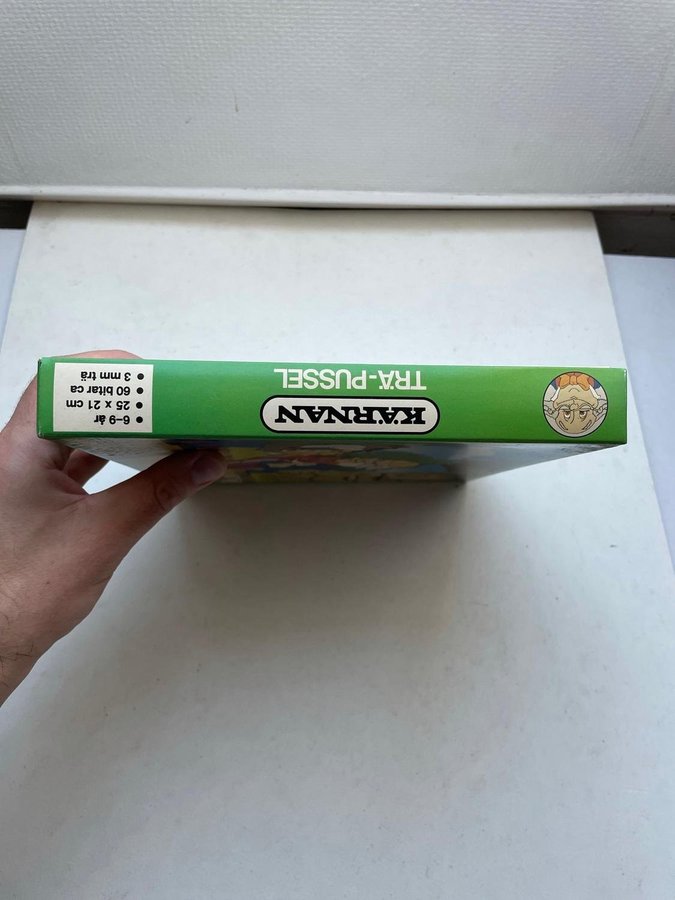 KÄRNAN
TRÄ-PUSSEL
• 6-9 år
• 25 x 21 cm
• 60 bitar ca
• 3 mm trä